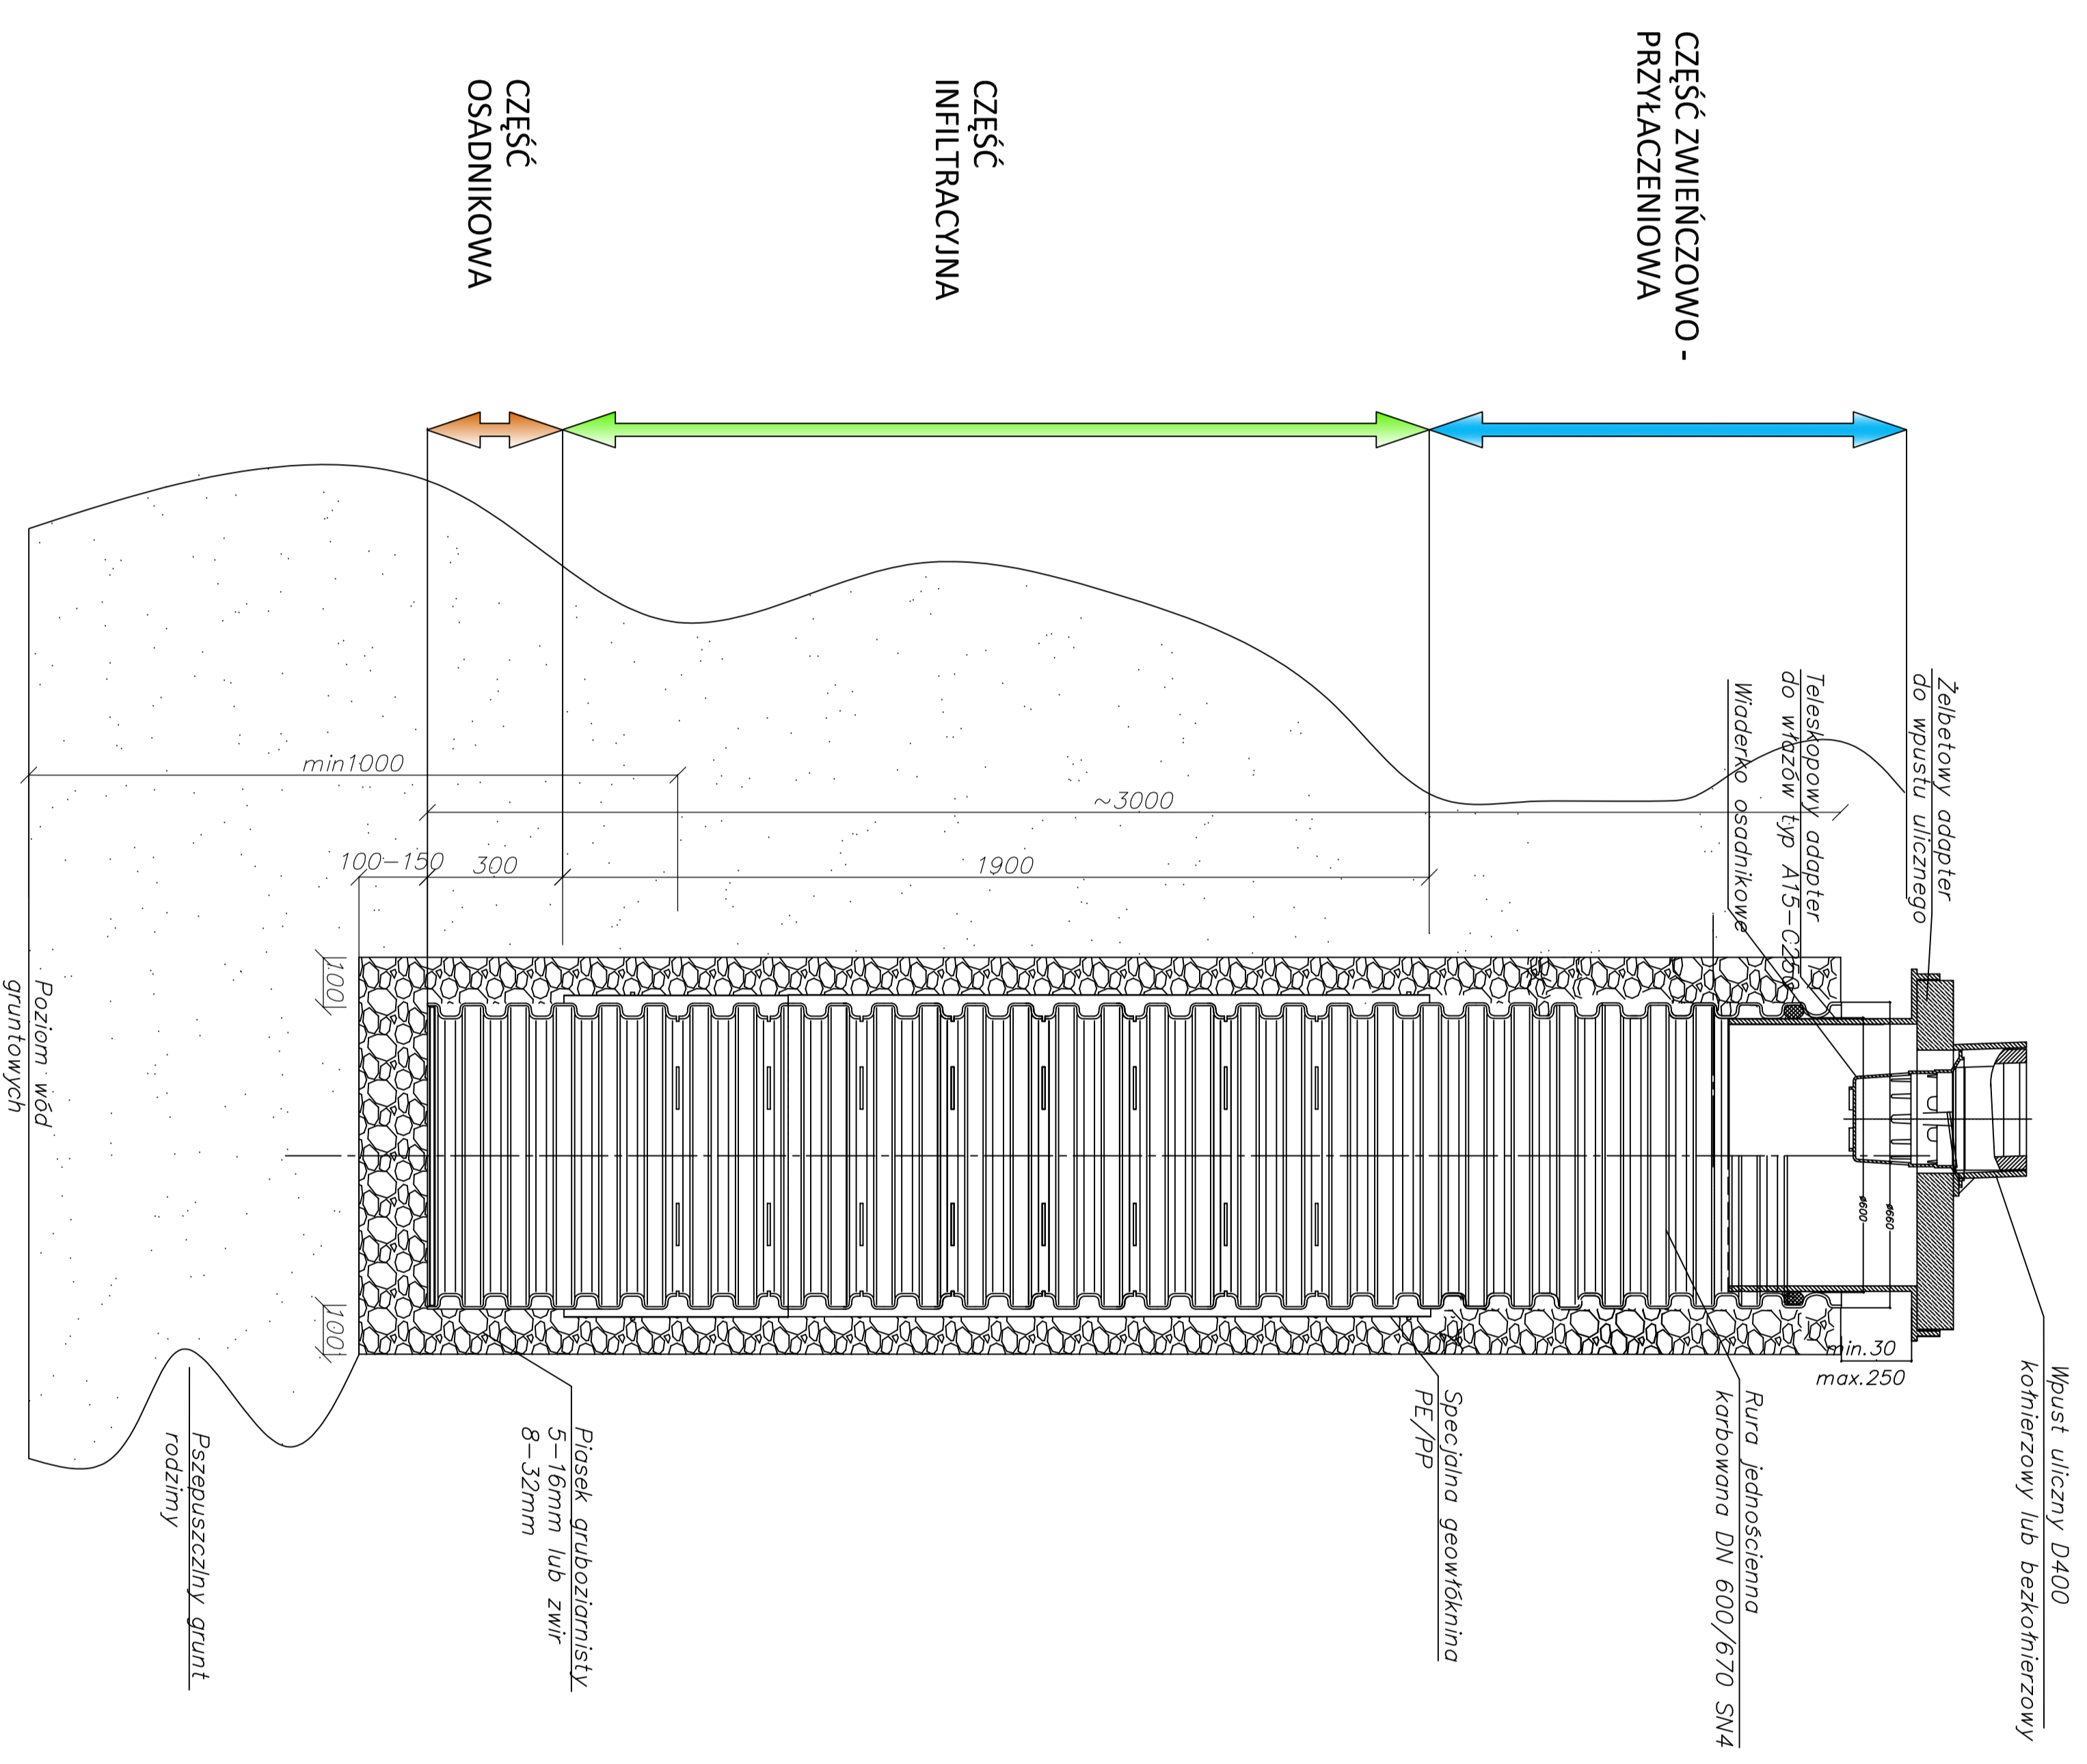 CZĘŚĆ ZWIEŃCZOWO -
PRZYŁACZENIOWA
CZĘŚĆ
INFILTRACYJNA
CZĘŚĆ
OSADNIKOWA
Żelbetowy adapter
do wpustu ulicznego
Teleskopowy adapter
do włazów typ A15-C250
Wiaderko osadnikowe
min1000
~3000
100-150
300
1900
100
100
ø600
ø660
min.30
max.250
Wpust uliczny D400
kołnierzowy lub bezkołnierzowy
Rura jednościenna
karbowana DN 600/670 SN4
Specjalna geowłóknina
PE/PP
Piasek gruboziarnisty
5-16mm lub zwir
8-32mm
Pszepuszczlny grunt
rodzimy
Poziom wód
gruntowych